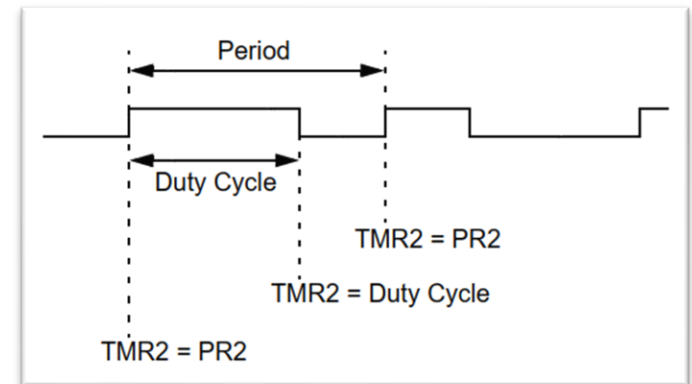 Period
Duty Cycle
TMR2 = PR2
TMR2 = Duty Cycle
TMR2 = PR2